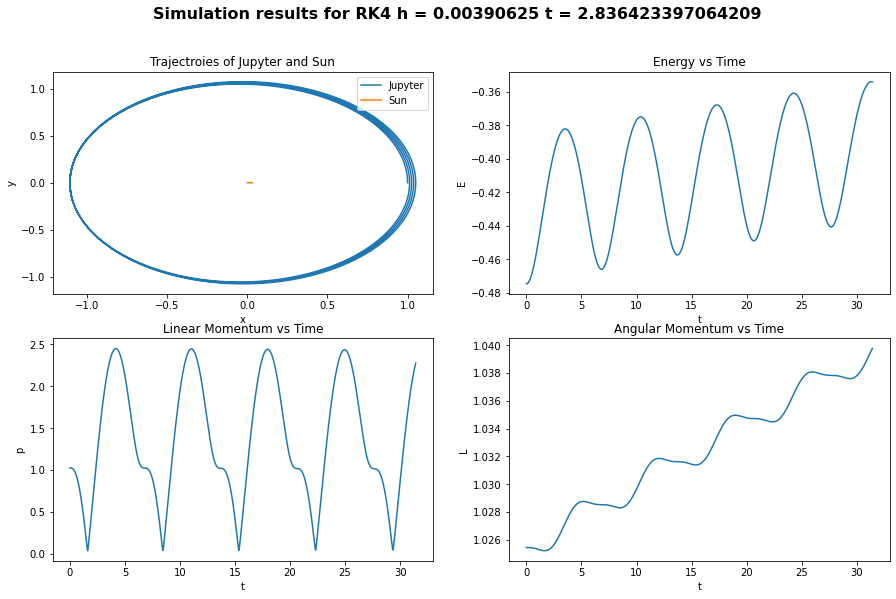 Simulation results for RK4 h = 0.00390625 t = 2.836423397064209
Trajectroies of Jupyter and Sun
Jupyter
Sun
y
1.0
0.5
0.0
−0.5
−1.0
−1.0 −0.5 0.0 0.5 1.0
x
Energy vs Time
E
−0.36
−0.38
−0.40
−0.42
−0.44
−0.46
−0.48
0 5 10 15 20 25 30
t
Linear Momentum vs Time
p
2.5
2.0
1.5
1.0
0.5
0.0
0 5 10 15 20 25 30
t
Angular Momentum vs Time
L
1.040
1.038
1.036
1.034
1.032
1.030
1.028
1.026
0 5 10 15 20 25 30
t